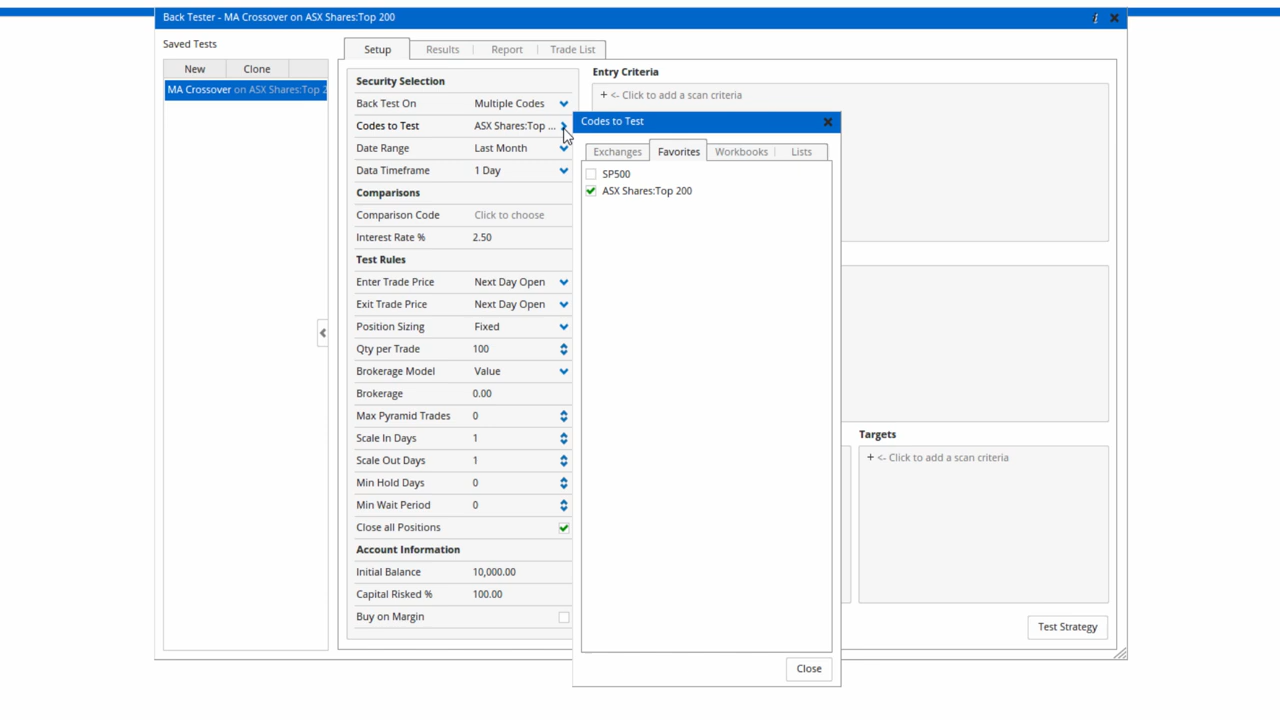 Back Tester - MA Crossover on ASX Shares:Top 200
Saved Tests
New Clone
MA Crossover on ASX Shares:Top 2
Setup Results Report Trade List
Security Selection
Back Test On Multiple Codes
Codes to Test ASX Shares:Top ...
Date Range Last Month
Data Timeframe 1 Day
Comparisons
Comparison Code Click to choose
Interest Rate % 2.50
Test Rules
Enter Trade Price Next Day Open
Exit Trade Price Next Day Open
Position Sizing Fixed
Qty per Trade 100
Brokerage Model Value
Brokerage 0.00
Max Pyramid Trades 0
Scale In Days 1
Scale Out Days 1
Min Hold Days 0
Min Wait Period 0
Close all Positions
Account Information
Initial Balance 10,000.00
Capital Risked % 100.00
Buy on Margin
Entry Criteria
+ <- Click to add a scan criteria
Codes to Test
Exchanges Favorites Workbooks Lists
SP500
ASX Shares:Top 200
Close
Targets
+ <- Click to add a scan criteria
Test Strategy